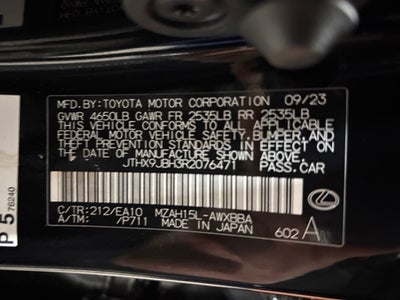 MFD.BY:TOYOTA MOTOR CORPORATION 09/23
GVWR 4650LB GAWR FR 2535LB RR 2535LB
THIS VEHICLE CONFORMS TO ALL APPLICABLE
FEDERAL MOTOR VEHICLE SAFETY,BUMPER, AND
THEFT PREVENTION STANDARDS IN EFFECT
ON THE DATE OF MANUFACTURE SHOWN ABOVE.
JTHX9JBH3R2076471 PASS.CAR
C/TR:212/EA10 MZAH15L-AWXBBA
A/TM: -/P711 MADE IN JAPAN 602 A
P 5
76240